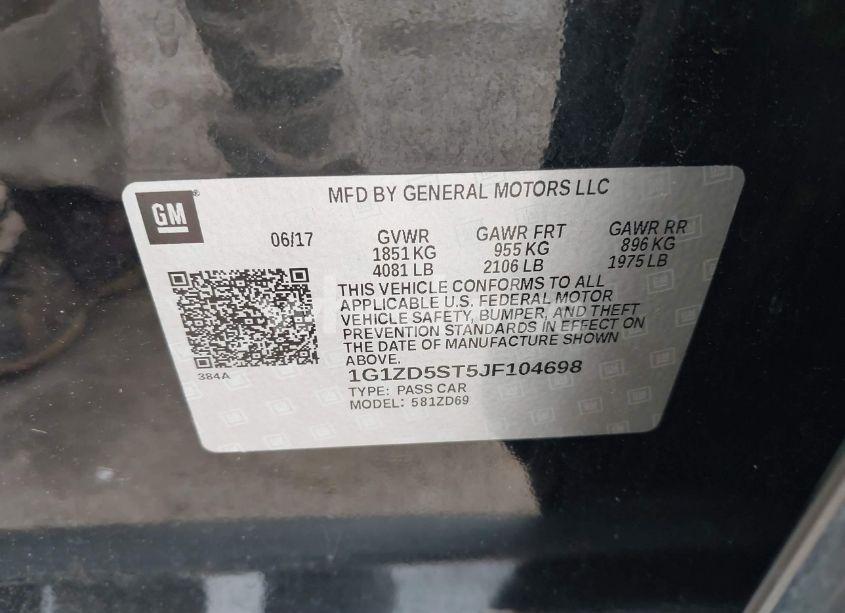 GM
MFD BY GENERAL MOTORS LLC
06/17
GVWR
1851 KG
4081 LB
GAWR FRT
955 KG
2106 LB
GAWR RR
896 KG
1975 LB
THIS VEHICLE CONFORMS TO ALL
APPLICABLE U.S. FEDERAL MOTOR
VEHICLE SAFETY, BUMPER, AND THEFT
PREVENTION STANDARDS IN EFFECT ON
THE DATE OF MANUFACTURE SHOWN
ABOVE.
384A
1G1ZD5ST5JF104698
TYPE: PASS CAR
MODEL: 581ZD69